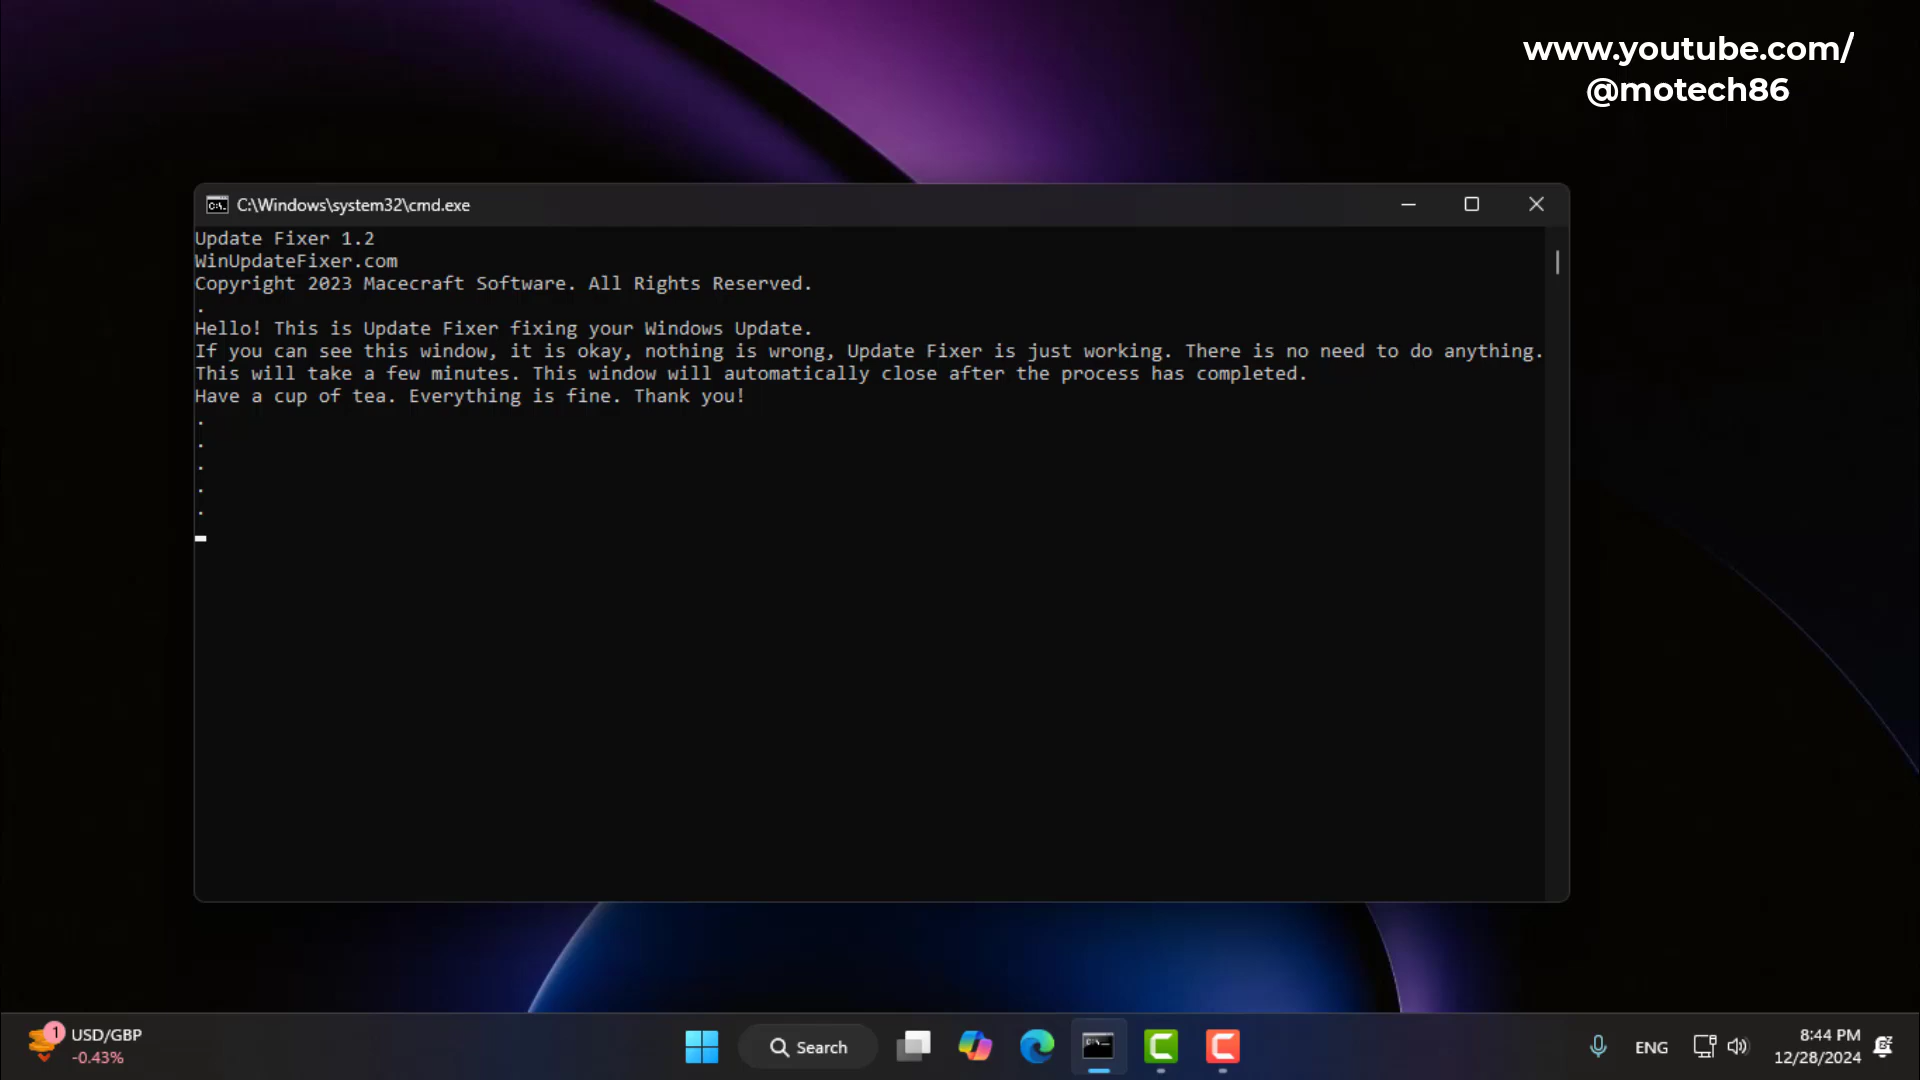 www.youtube.com/
@motech86
C:\Windows\system32\cmd.exe
Update Fixer 1.2
WinUpdateFixer.com
Copyright 2023 Macecraft Software. All Rights Reserved.
.
Hello! This is Update Fixer fixing your Windows Update.
If you can see this window, it is okay, nothing is wrong, Update Fixer is just working. There is no need to do anything.
This will take a few minutes. This window will automatically close after the process has completed.
Have a cup of tea. Everything is fine. Thank you!
.
.
.
.
.
1
USD/GBP
-0.43%
Search
ENG
8:44 PM
12/28/2024